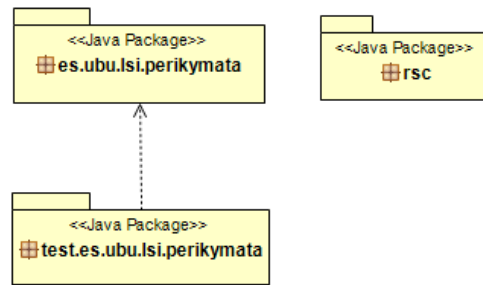 <<Java Package>>
es.ubu.lsi.perikymata
<<Java Package>>
rsc
<<Java Package>>
test.es.ubu.lsi.perikymata